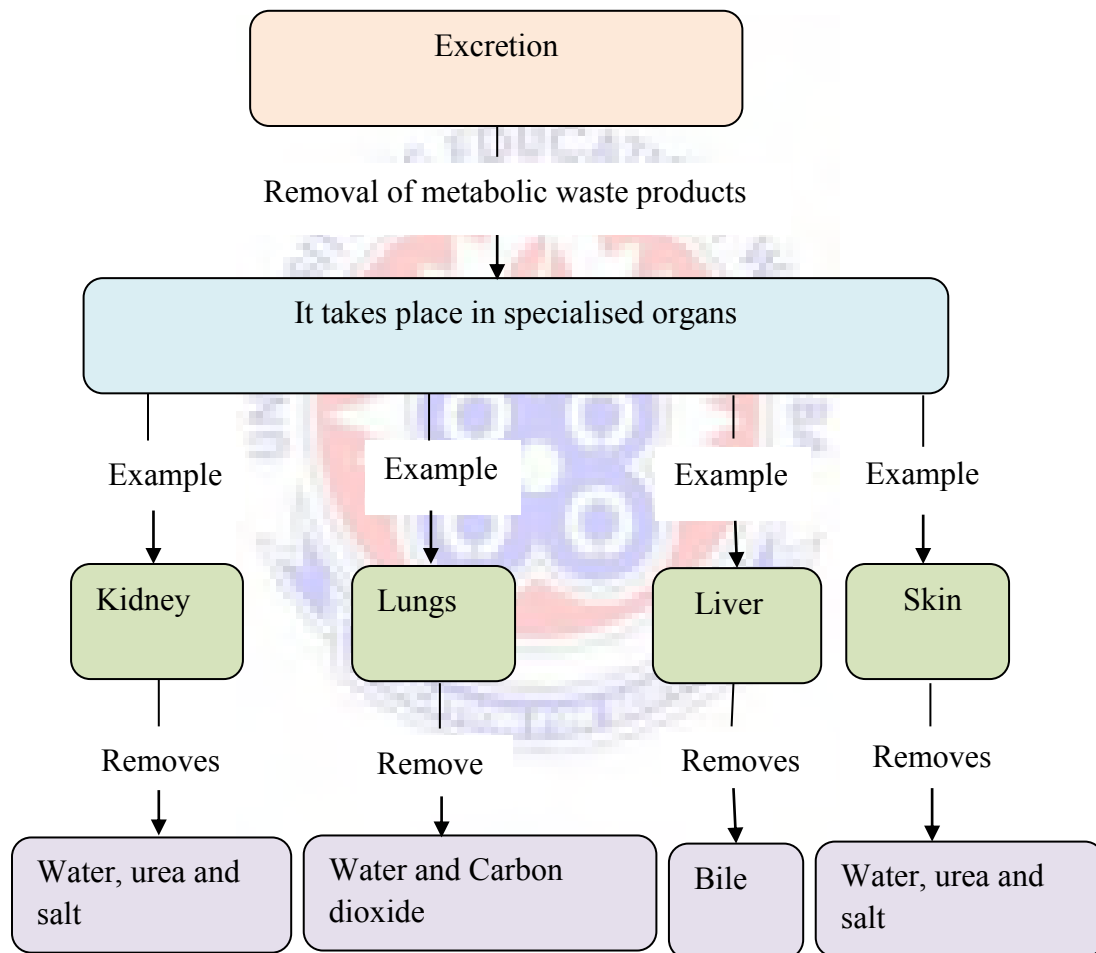 Excretion
Removal of metabolic waste products
It takes place in specialised organs
Example
Example
Example
Example
Kidney
Lungs
Liver
Skin
Removes
Remove
Removes
Removes
Water, urea and
salt
Water and Carbon
dioxide
Bile
Water, urea and
salt